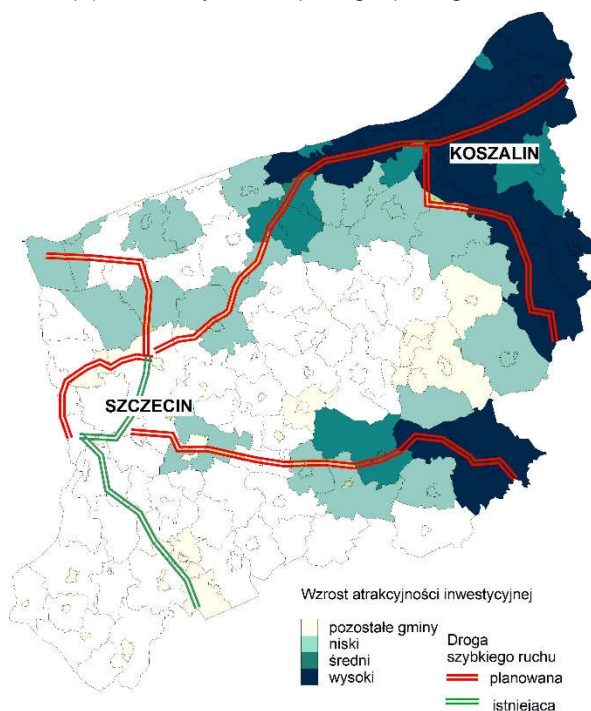 KOSZALIN
SZCZECIN
Wzrost atrakcyjności inwestycyjnej
pozostałe gminy
niski
średni
wysoki
Droga
szybkiego ruchu
planowana
istniejąca